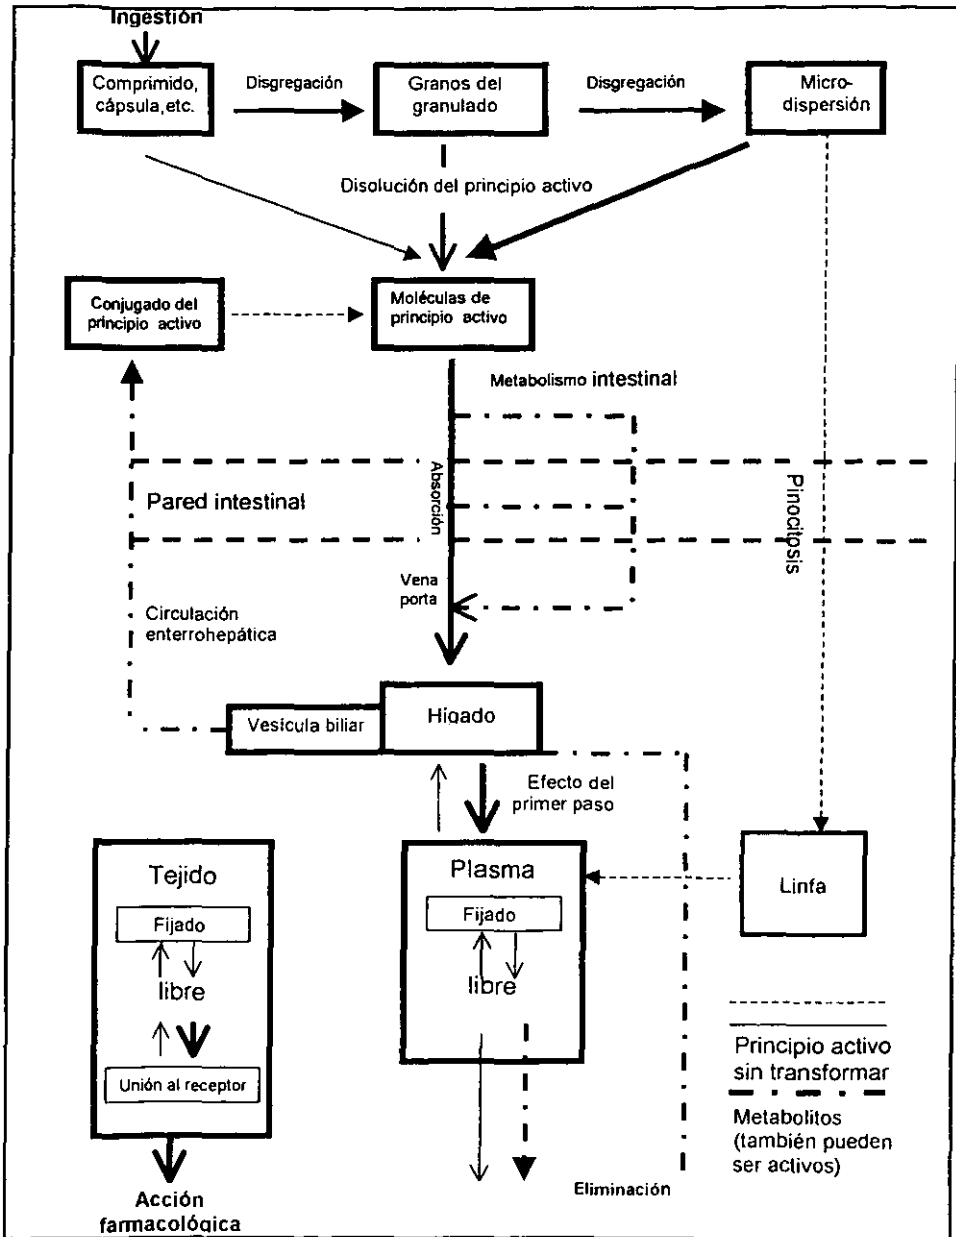 Ingestión
Comprimido,
cápsula,etc.
Disgregación
Granos del
granulado
Disgregación
Micro-
dispersión
Disolución del principio activo
Conjugado del
principio activo
Moléculas de
principio activo
Metabolismo intestinal
Absorción
Pared intestinal
Pinocitosis
Vena
porta
Circulación
enterrohepática
Vesícula biliar
Hígado
Efecto del
primer paso
Tejido
Fijado
libre
Unión al receptor
Acción
farmacológica
Plasma
Fijado
libre
Linfa
Eliminación
Principio activo
sin transformar
Metabolitos
(también pueden
ser activos)